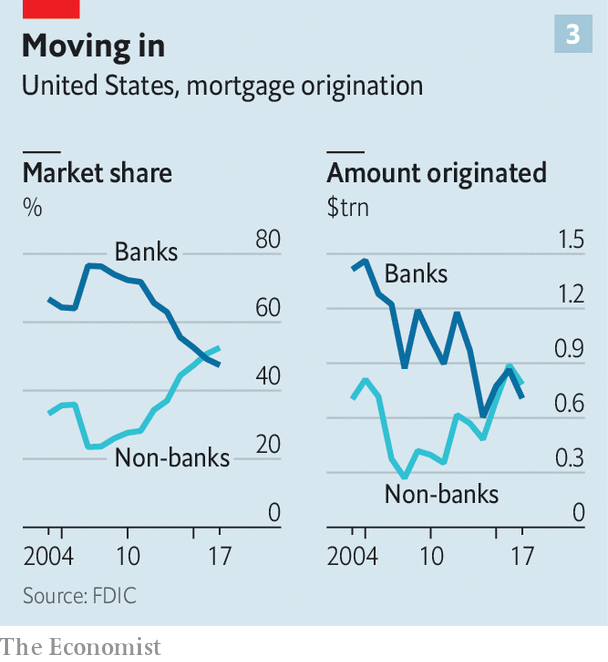 Moving in
3
United States, mortgage origination
Market share
%
Banks
80
60
40
Non-banks
20
0
2004 10 17
Amount originated
$trn
1.5
Banks
1.2
0.9
0.6
0.3
Non-banks
0
2004 10 17
Source: FDIC
The Economist